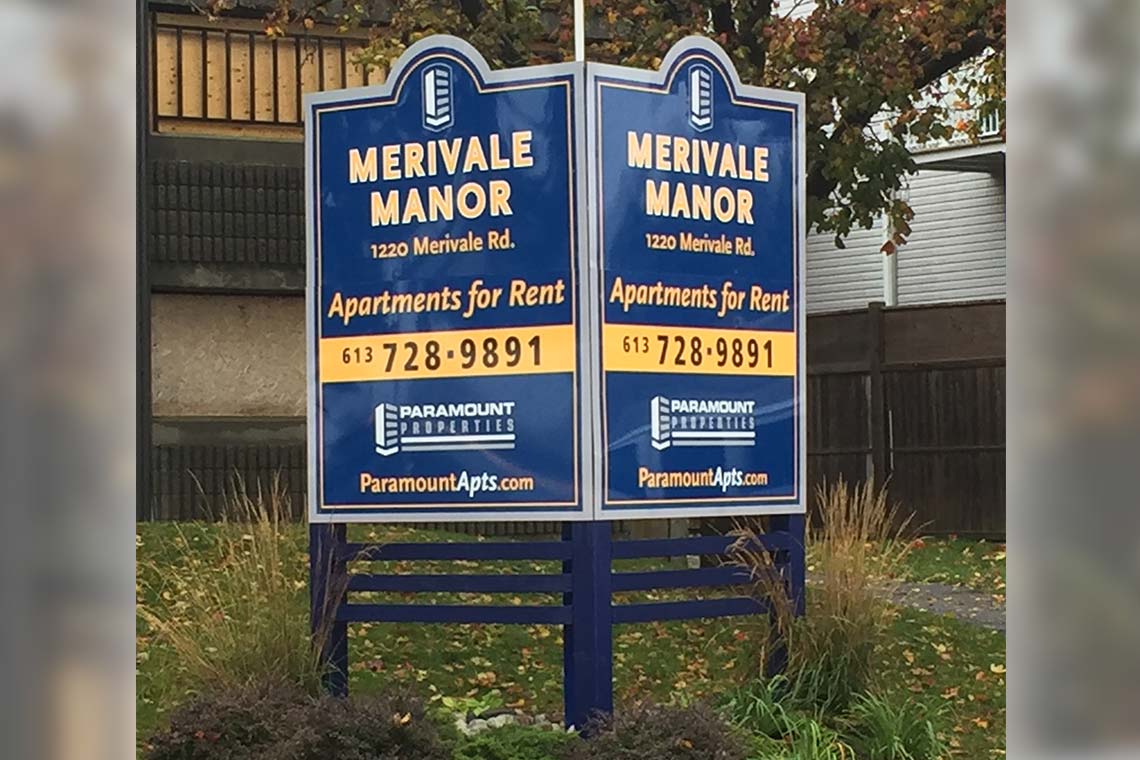 MERIVALE
MANOR
1220 Merivale Rd.
Apartments for Rent
613 728·9891
PARAMOUNT
PROPERTIES
ParamountApts.com
MERIVALE
MANOR
1220 Merivale Rd.
Apartments for Rent
613 728·9891
PARAMOUNT
PROPERTIES
ParamountApts.com